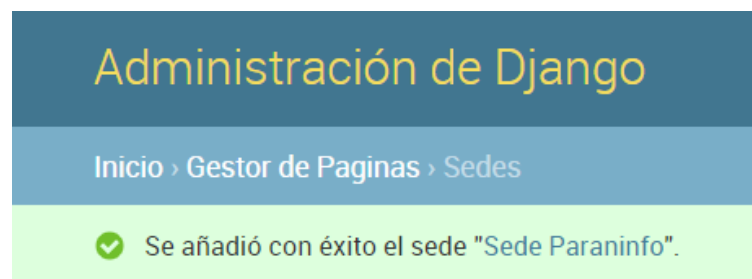 Administración de Django
Inicio › Gestor de Paginas › Sedes
Se añadió con éxito el sede "Sede Paraninfo".